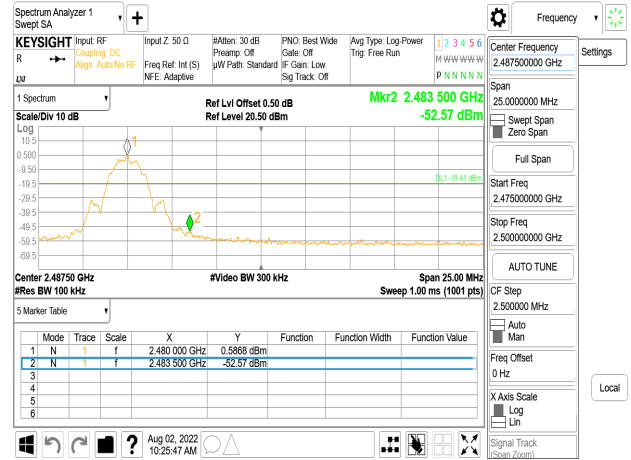 Spectrum Analyzer 1
Swept SA
Frequency
KEYSIGHT
R
Input: RF
Coupling: DC
Align: Auto/No RF
Input Z: 50 Ω
Freq Ref: Int (S)
NFE: Adaptive
#Atten: 30 dB
Preamp: Off
µW Path: Standard
PNO: Best Wide
Gate: Off
IF Gain: Low
Sig Track: Off
Avg Type: Log-Power
Trig: Free Run
1 2 3 4 5 6
M W W W W W
P N N N N N
1 Spectrum
Scale/Div 10 dB
Ref Lvl Offset 0.50 dB
Ref Level 20.50 dBm
Mkr2 2.483 500 GHz
-52.57 dBm
Log
10.5
0.500
-9.50
-19.5
-29.5
-39.5
-49.5
-59.5
-69.5
1
2
DL1 -19.41 dBm
Center 2.48750 GHz
#Res BW 100 kHz
#Video BW 300 kHz
Span 25.00 MHz
Sweep 1.00 ms (1001 pts)
5 Marker Table
Mode Trace Scale X Y Function Function Width Function Value
1 N 1 f 2.480 000 GHz 0.5868 dBm
2 N 1 f 2.483 500 GHz -52.57 dBm
3
4
5
6
Aug 02, 2022
10:25:47 AM
Center Frequency
2.487500000 GHz
Span
25.0000000 MHz
Swept Span
Zero Span
Full Span
Start Freq
2.475000000 GHz
Stop Freq
2.500000000 GHz
AUTO TUNE
CF Step
2.500000 MHz
Auto
Man
Freq Offset
0 Hz
X Axis Scale
Log
Lin
Signal Track
(Span Zoom)
Settings
Local